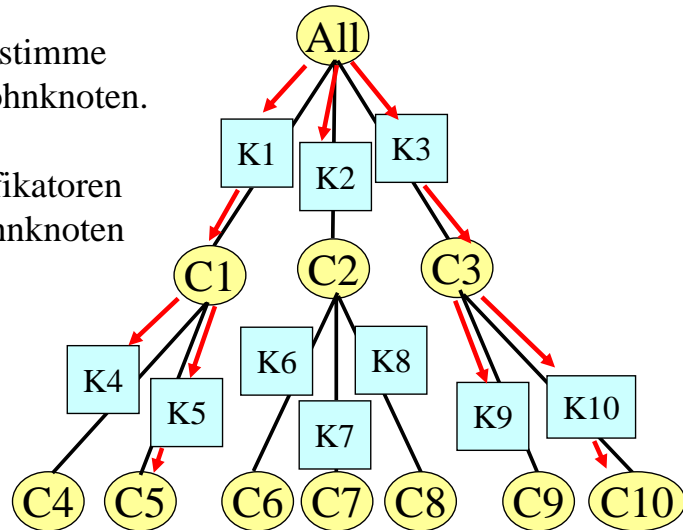 All
stimme
ohnknoten.
K1
K2
K3
fikatoren
nnknoten
C1
C2
C3
K4
K5
K6
K7
K8
K9
K10
C4
C5
C6
C7
C8
C9
C10